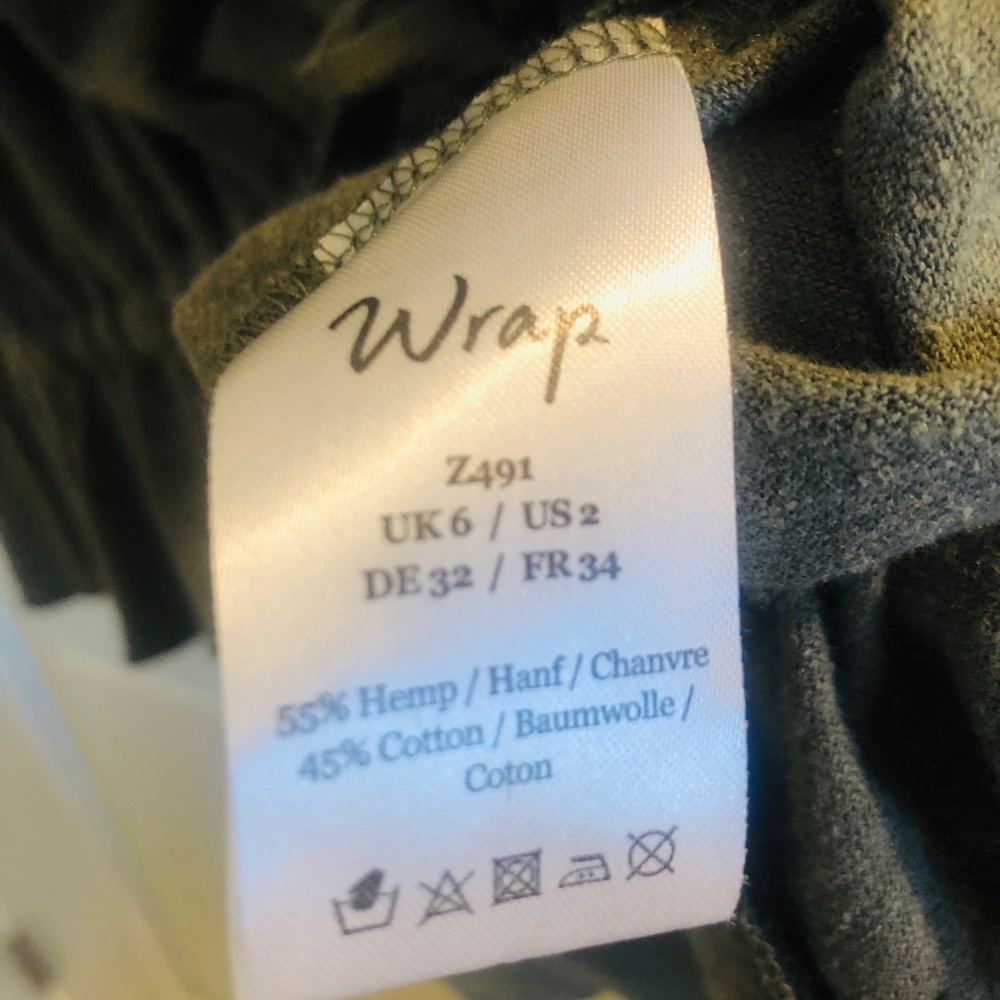 Wrap
Z491
UK 6 / US 2
DE 32 / FR 34
55% Hemp / Hanf / Chanvre
45% Cotton / Baumwolle /
Coton